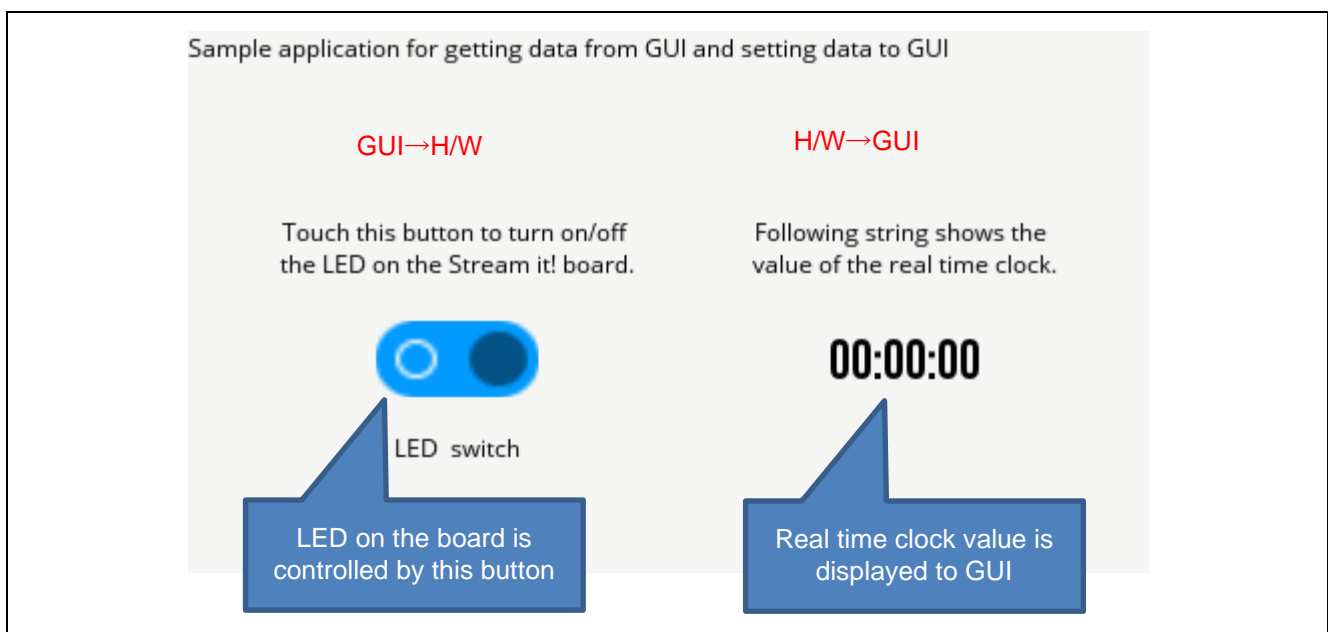 Sample application for getting data from GUI and setting data to GUI
GUI→H/W
Touch this button to turn on/off
the LED on the Stream it! board.
LED switch
LED on the board is
controlled by this button
H/W→GUI
Following string shows the
value of the real time clock.
00:00:00
Real time clock value is
displayed to GUI